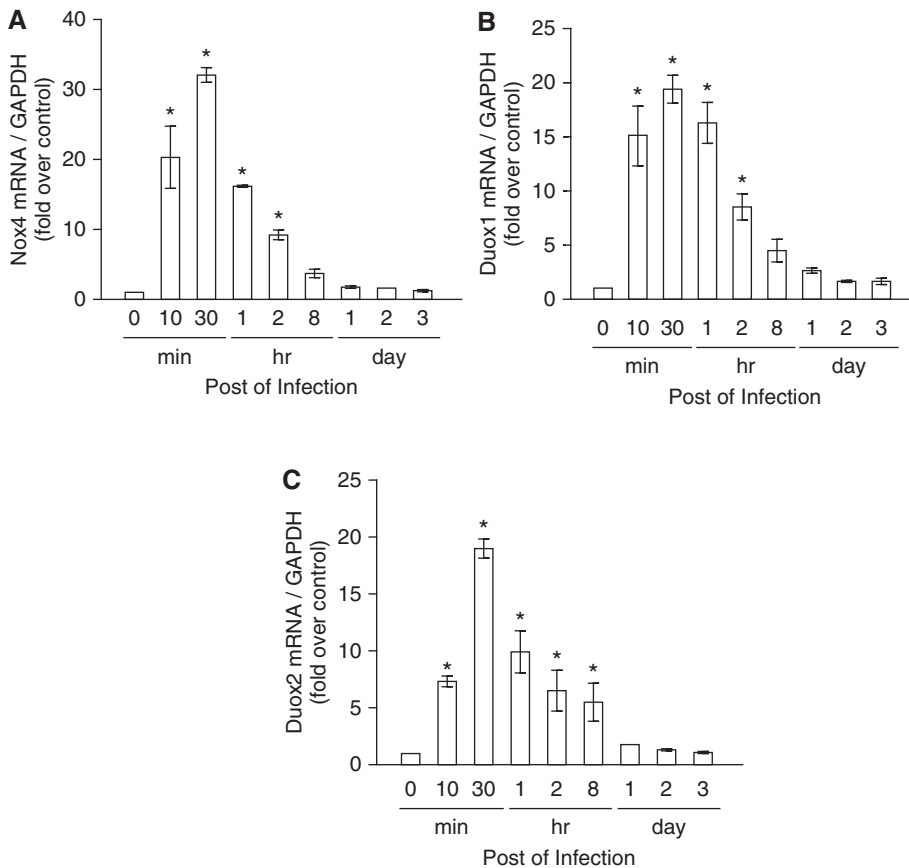 A
Nox4 mRNA / GAPDH
(fold over control)
40
30
20
10
0
* * * *
0 10 30 1 2 8 1 2 3
min hr day
Post of Infection
B
Duox1 mRNA / GAPDH
(fold over control)
25
20
15
10
5
0
* * * *
0 10 30 1 2 8 1 2 3
min hr day
Post of Infection
C
Duox2 mRNA / GAPDH
(fold over control)
25
20
15
10
5
0
* * * * *
0 10 30 1 2 8 1 2 3
min hr day
Post of Infection